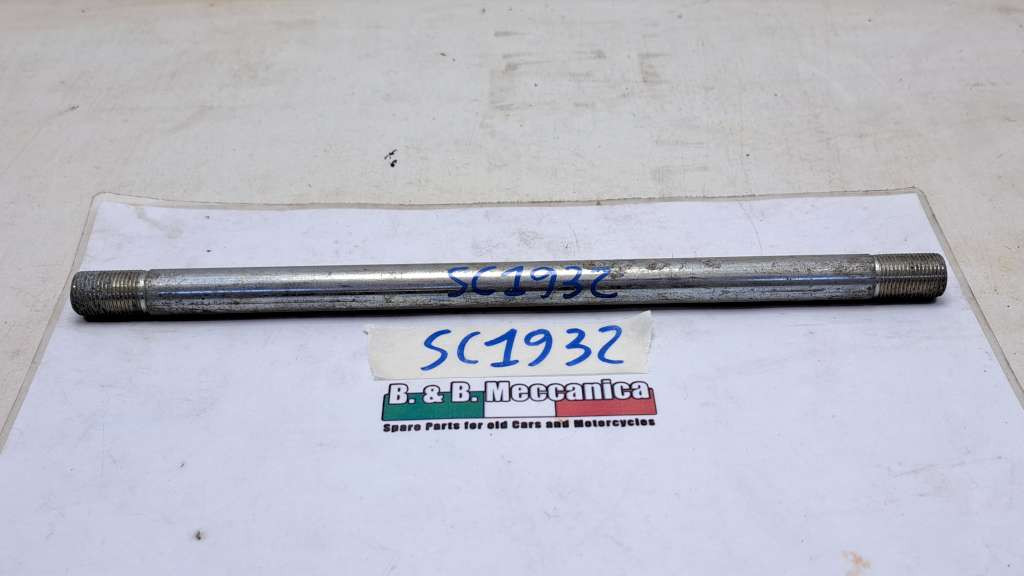 SC1932
SC1932
B. & B. Meccanica
Spare Parts for old Cars and Motorcycles